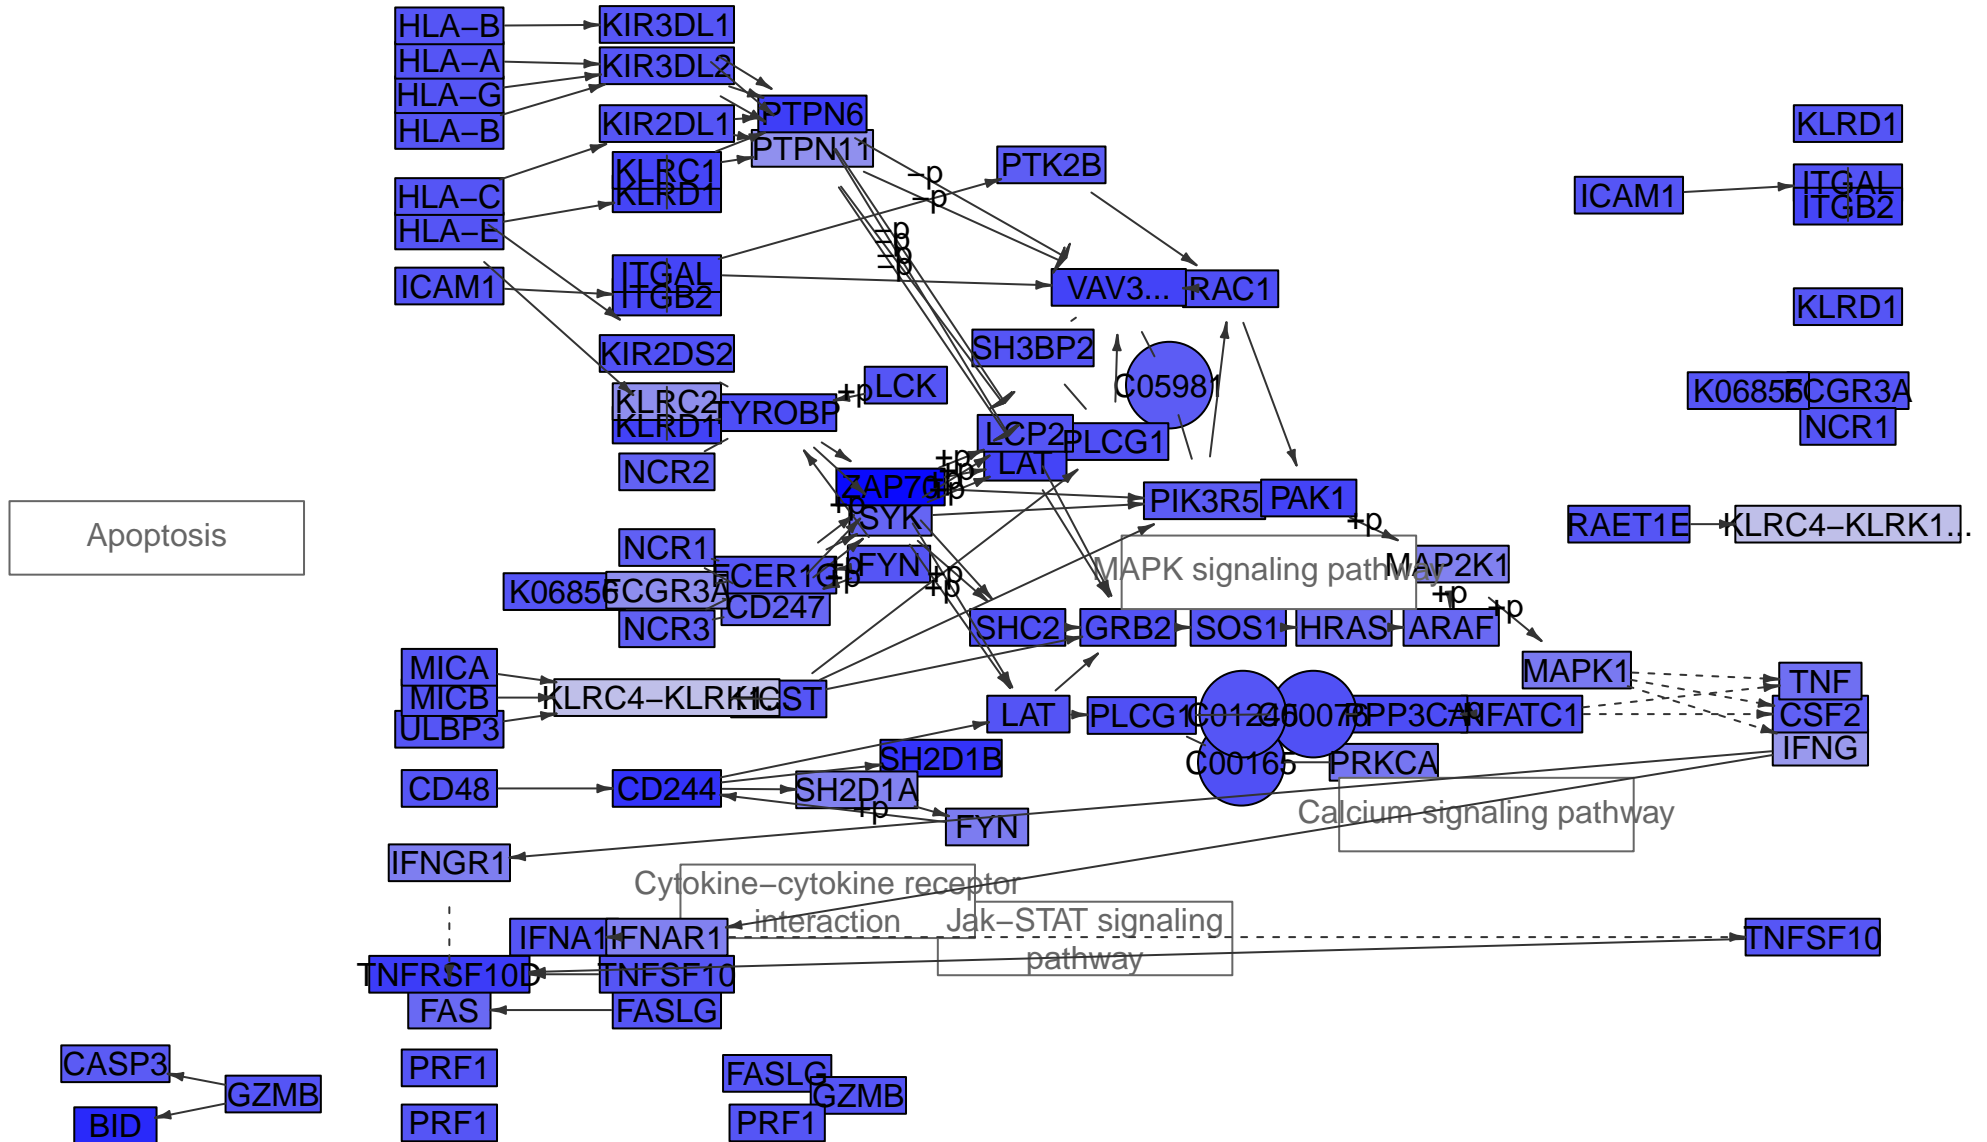 HLA−B
KIR3DL1
HLA−A
KIR3DL2
HLA−G
HLA−B
PTPN6
KIR2DL1
KLRD1
PTPN11
PTK2B
KLRC1
−p
KLRD1
HLA−C
−p
ICAM1
ITGAL
ITGB2
HLA−E
−p
−p
−p
−p
ICAM1
ITGAL
ITGB2
VAV3...
RAC1
KLRD1
KIR2DS2
SH3BP2
LCK
+p
C05981
KLRC2
KLRD1
TYROBP
K06856
FCGR3A
NCR1
LCP2
PLCG1
LAT
NCR2
+p
+p
+p
+p
ZAP70
+p
SYK
PIK3R5
PAK1
+p
RAET1E
KLRC4−KLRK1...
Apoptosis
NCR1
FYN
+p
+p
FCER1G
+p
+p
MAPK signaling pathway
MAP2K1
K06856
FCGR3A
CD247
+p
+p
NCR3
SHC2
GRB2
SOS1
HRAS
ARAF
MICA
MICB
ULBP3
KLRC4−KLRK1...
HCST
MAPK1
TNF
CSF2
IFNG
LAT
PLCG1
C01245
C00076
PPP3CA
−p
NFATC1
C00165
PRKCA
SH2D1B
CD48
CD244
SH2D1A
+p
FYN
Calcium signaling pathway
IFNGR1
Cytokine−cytokine receptor
interaction
Jak−STAT signaling
pathway
IFNA1
IFNAR1
TNFSF10
TNFRSF10D
TNFSF10
FAS
FASLG
CASP3
PRF1
FASLG
GZMB
GZMB
BID
PRF1
PRF1